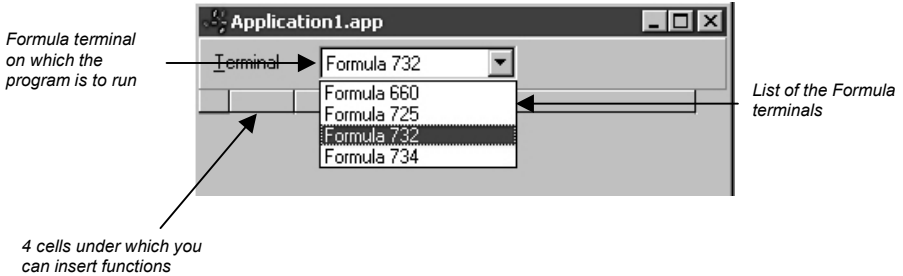 Application1.app
Formula terminal
on which the
program is to run
Terminal
Formula 732
Formula 660
Formula 725
Formula 732
Formula 734
List of the Formula
terminals
4 cells under which you
can insert functions